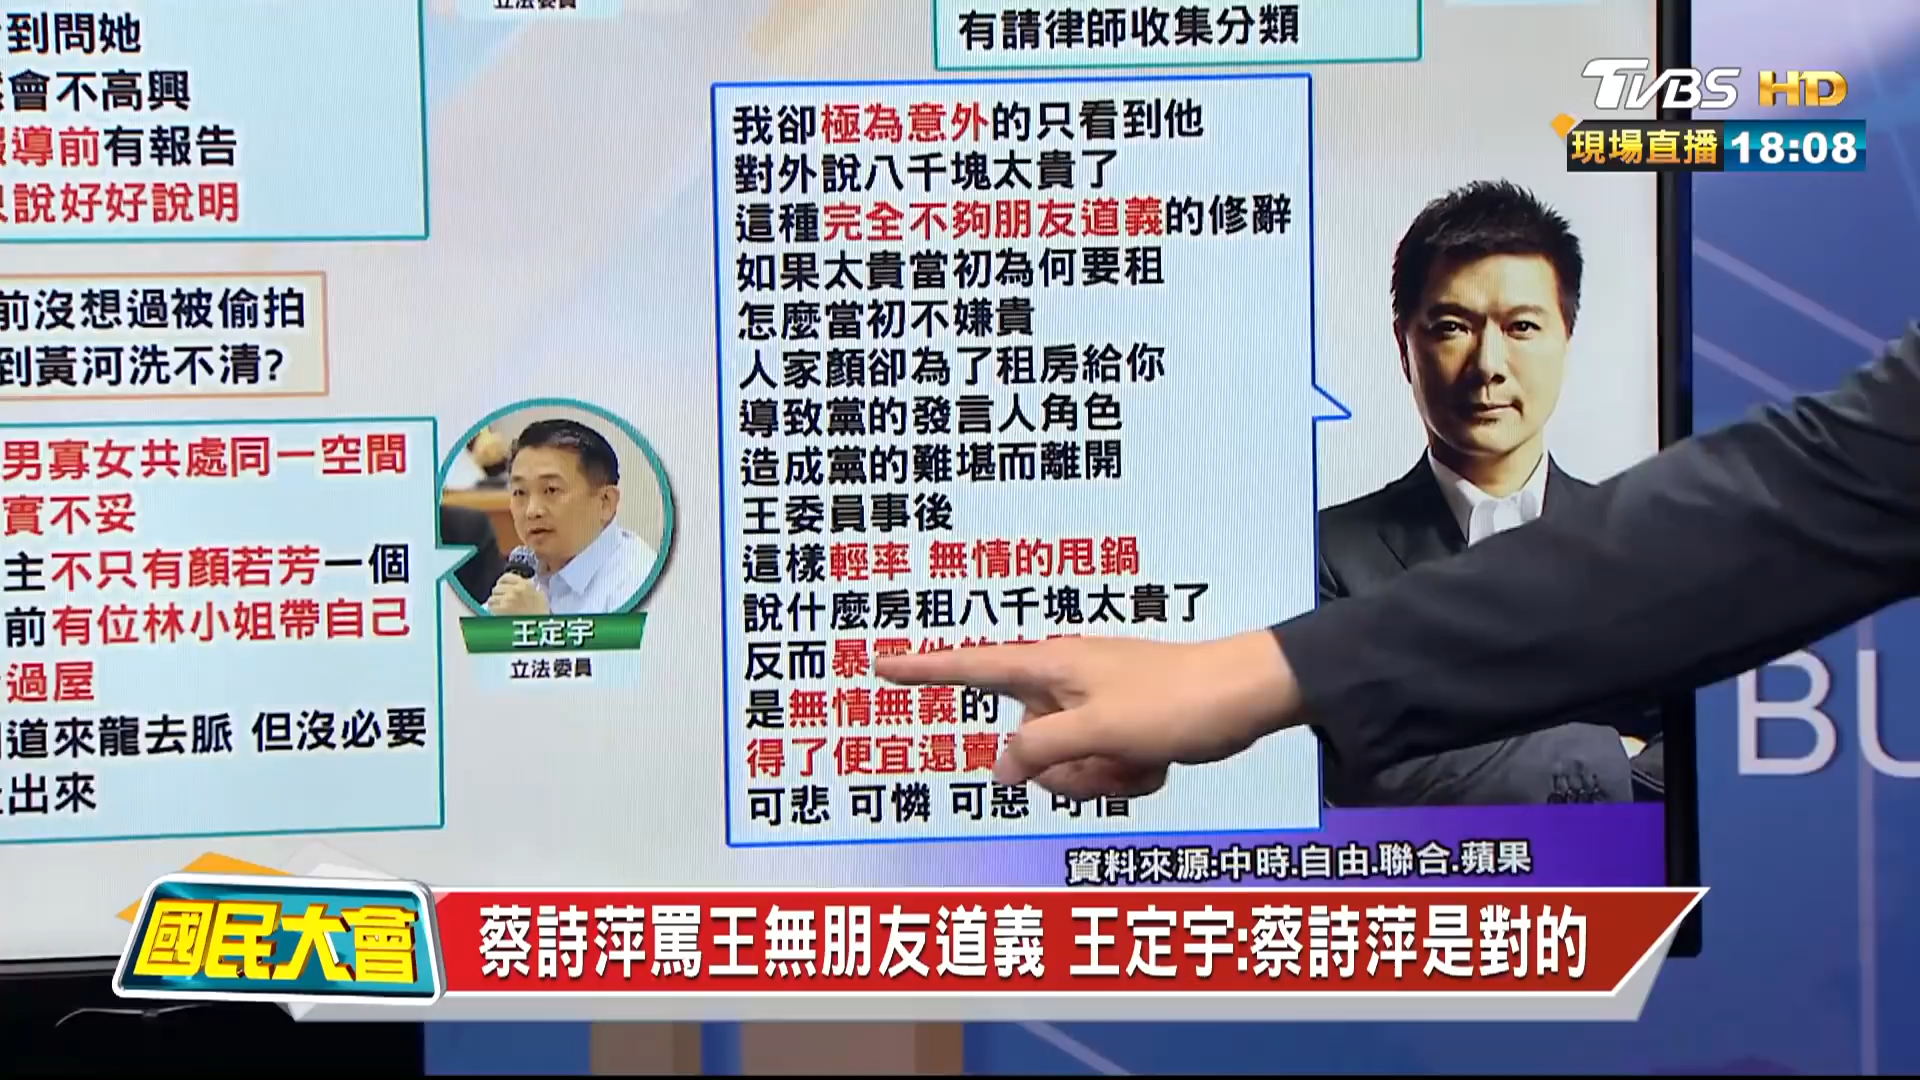 到問她
會不高興
導前有報告
說好好說明
前沒想過被偷拍
到黃河洗不清?
男寡女共處同一空間
實不妥
主不只有顏若芳一個
前有位林小姐帶自己
過屋
道來龍去脈 但沒必要
出來
立法委員
王定宇
立法委員
有請律師收集分類
我卻極為意外的只看到他
對外說八千塊太貴了
這種完全不夠朋友道義的修辭
如果太貴當初為何要租
怎麼當初不嫌貴
人家顏卻為了租房給你
導致黨的發言人角色
造成黨的難堪而離開
王委員事後
這樣輕率 無情的甩鍋
說什麼房租八千塊太貴了
反而暴
是無情無義的
得了便宜還賣
可悲 可憐 可惡 可憎
資料來源:中時.自由.聯合.蘋果
TVBS HD
現場直播 18:08
BU
國民大會
蔡詩萍罵王無朋友道義 王定宇:蔡詩萍是對的